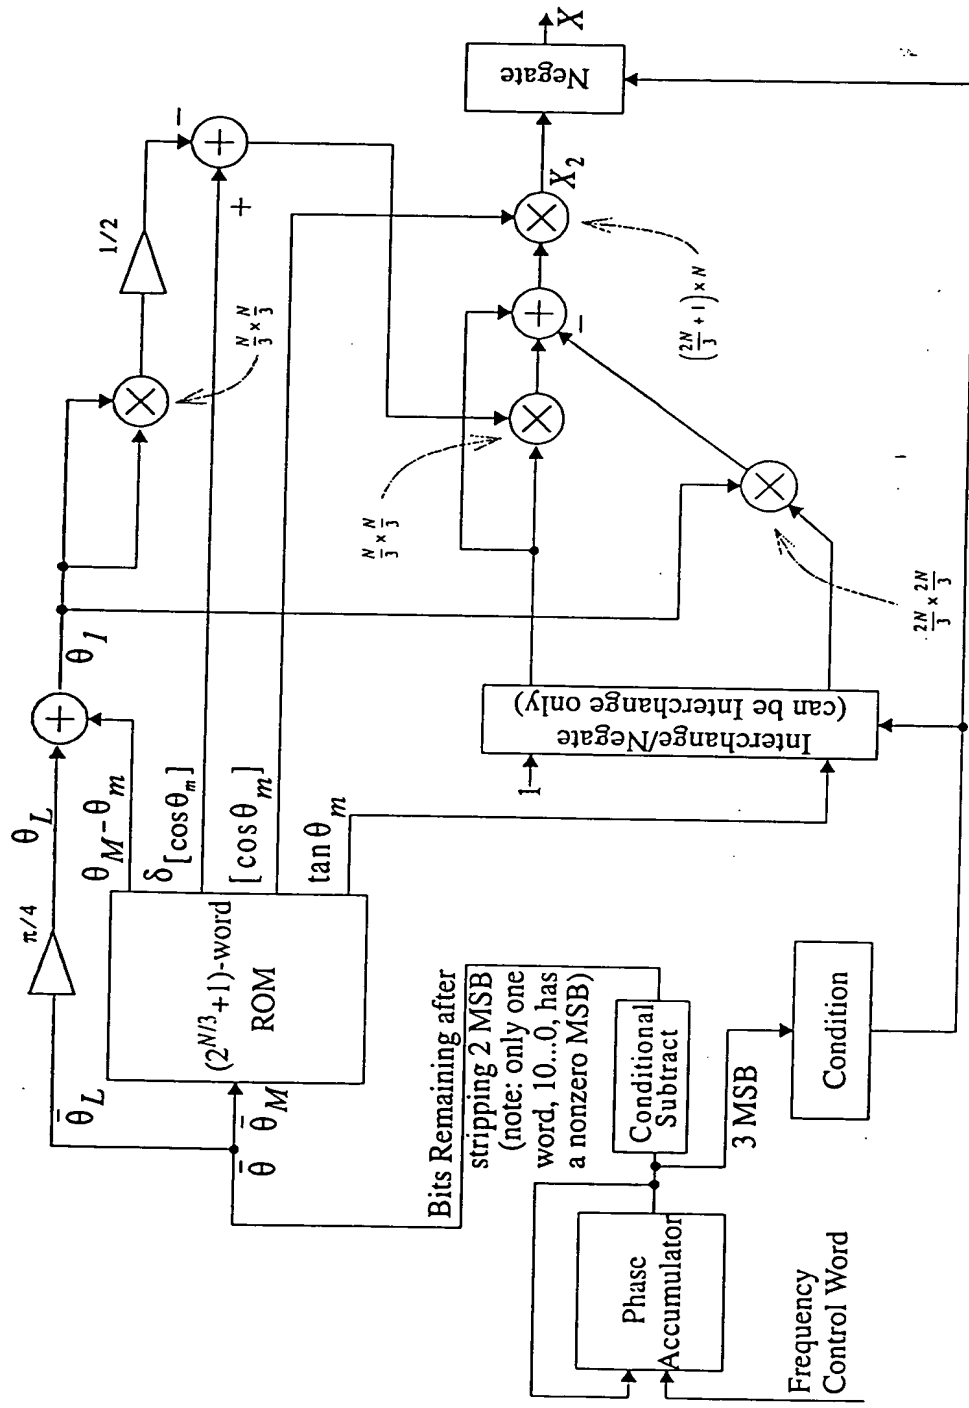 π/4
θ_L
θ̄_L
θ̄
θ̄_M
(2^{N/3}+1)-word
ROM
θ_M-θ_m
δ_[cosθ_m]
[cosθ_m]
tanθ_m
+
θ_1
×
N/3 × N/3
1/2
-
+
+
1
Interchange/Negate
(can be Interchange only)
×
N/3 × N/3
×
2N/3 × 2N/3
+
-
×
(2N/3 + 1) × N
X_2
Negate
X
Bits Remaining after
stripping 2 MSB
(note: only one
word, 10...0, has
a nonzero MSB)
Conditional
Subtract
3 MSB
Condition
Phase
Accumulator
Frequency
Control Word